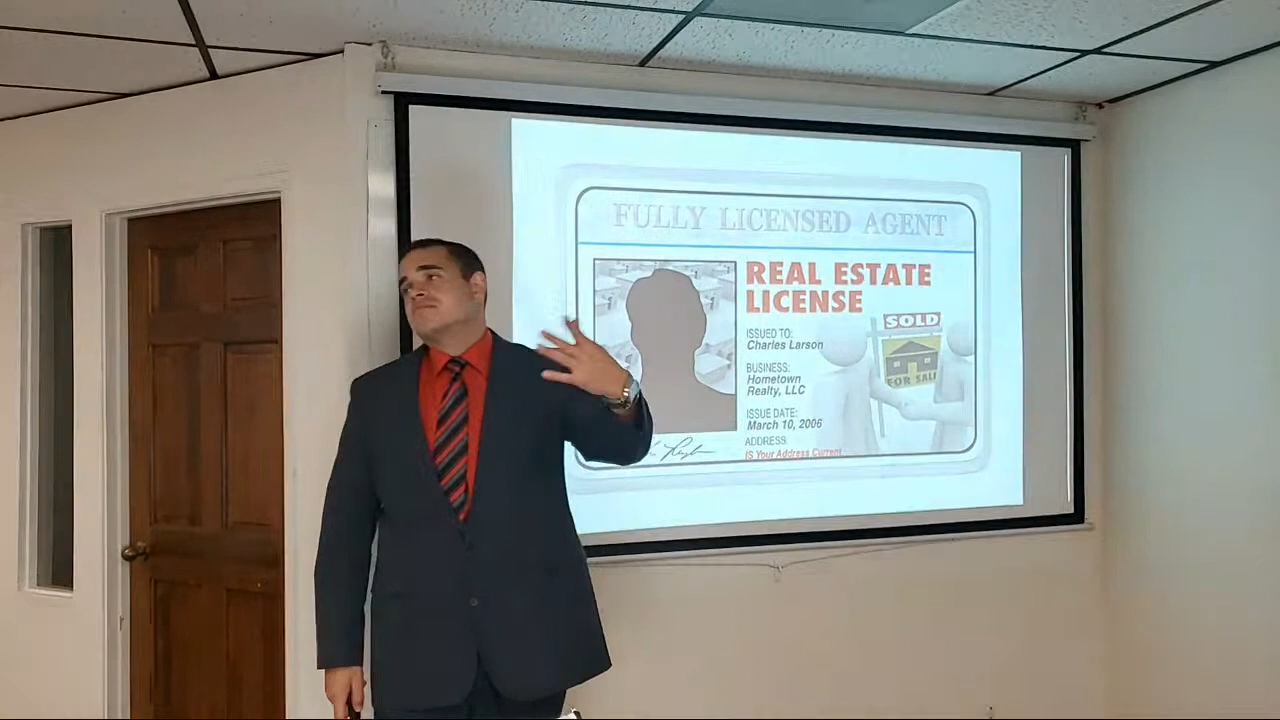 FULLY LICENSED AGENT
REAL ESTATE
LICENSE
ISSUED TO:
Charles Larson
BUSINESS:
Hometown
Realty, LLC
ISSUE DATE:
March 10, 2006
ADDRESS:
IS Your Address Current
SOLD
FOR SALE